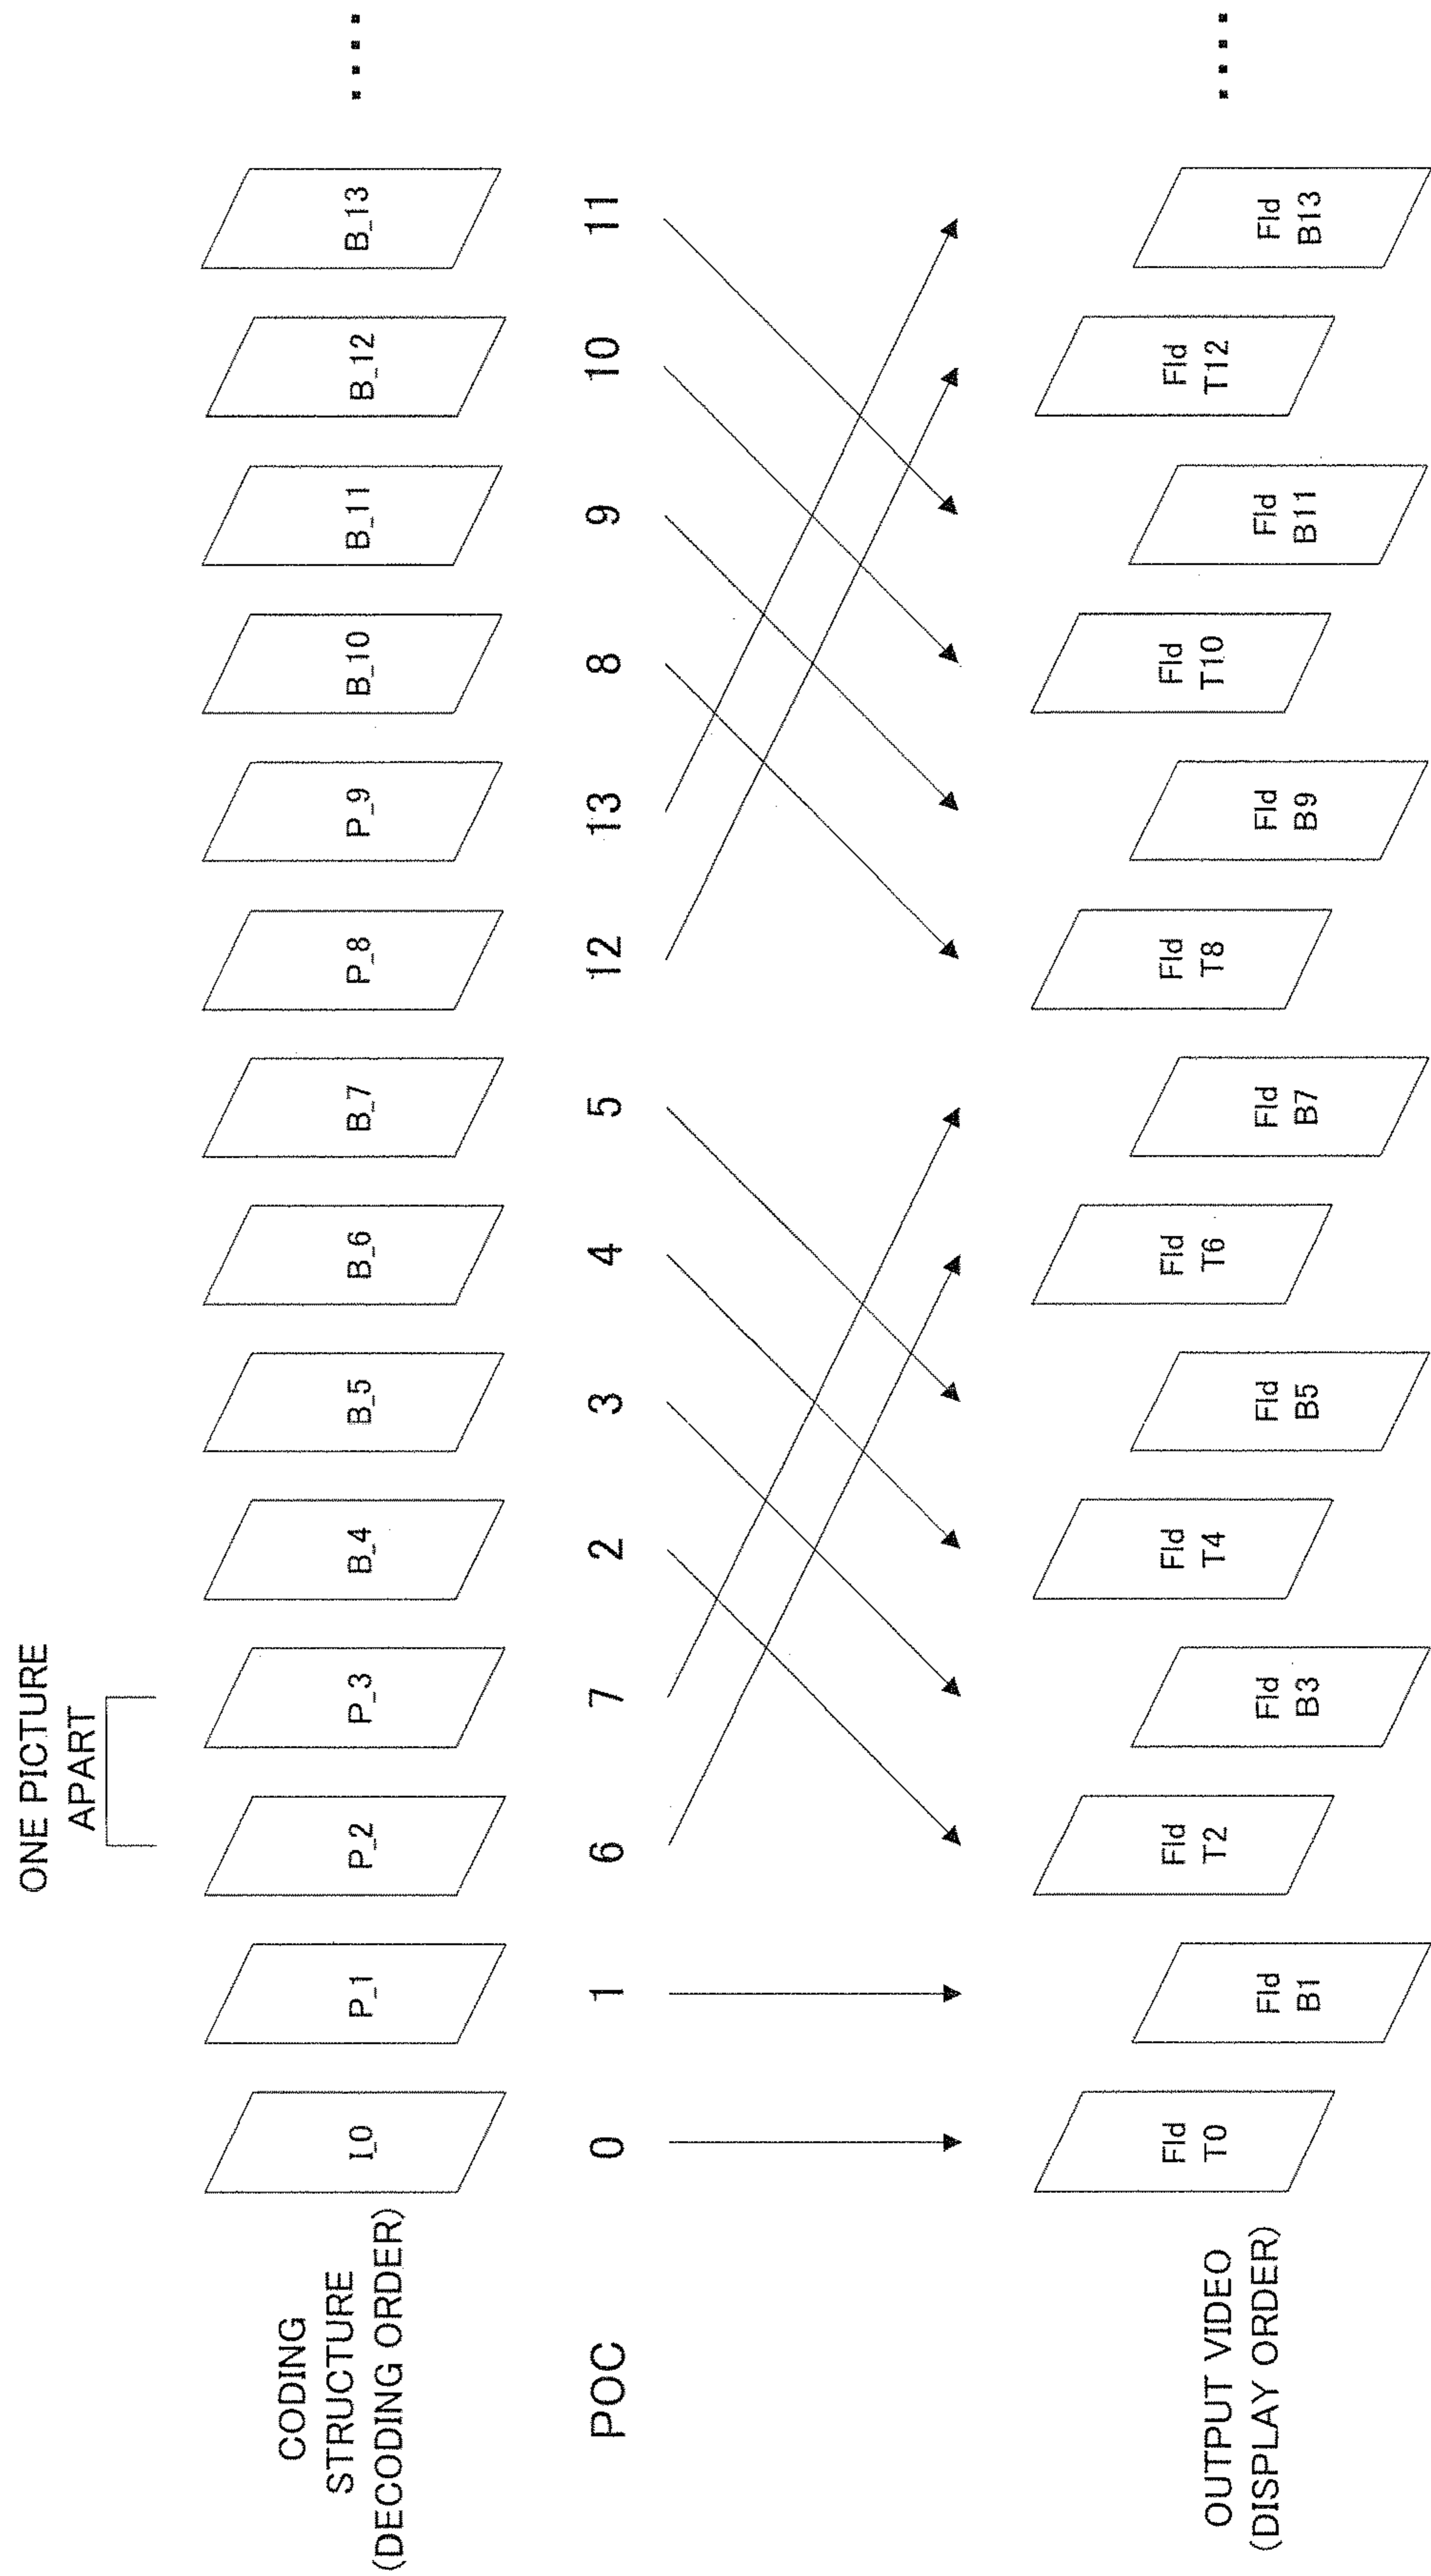 ONE PICTURE
APART
CODING
STRUCTURE
(DECODING ORDER)
I_0
P_1
P_2
P_3
B_4
B_5
B_6
B_7
P_8
P_9
B_10
B_11
B_12
B_13
POC
0
1
6
7
2
3
4
5
12
13
8
9
10
11
OUTPUT VIDEO
(DISPLAY ORDER)
Fld
T0
Fld
B1
Fld
T2
Fld
B3
Fld
T4
Fld
B5
Fld
T6
Fld
B7
Fld
T8
Fld
B9
Fld
T10
Fld
B11
Fld
T12
Fld
B13